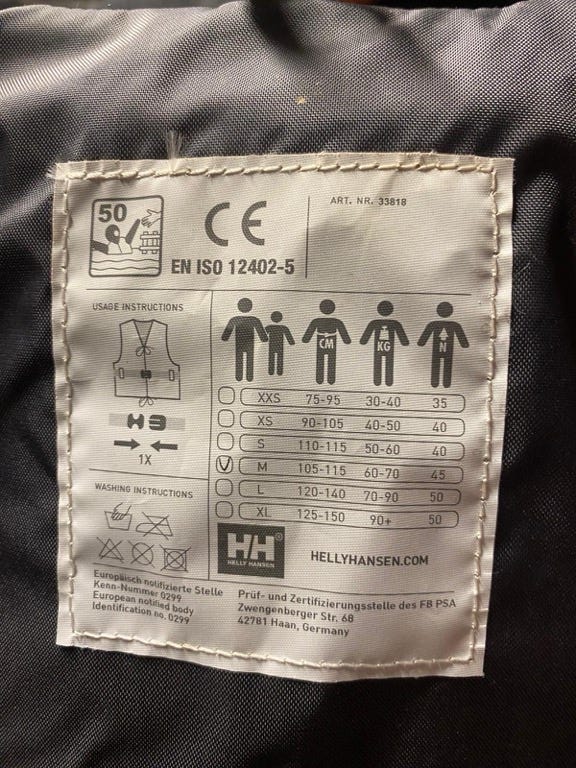 50
CE
EN ISO 12402-5
ART. NR. 33818
USAGE INSTRUCTIONS
1X
WASHING INSTRUCTIONS
CM KG N
XXS 75-95 30-40 35
XS 90-105 40-50 40
S 110-115 50-60 40
M 105-115 60-70 45
L 120-140 70-90 50
XL 125-150 90+ 50
HH
HELLY HANSEN
HELLYHANSEN.COM
Europäisch notifizierte Stelle
Kenn-Nummer 0299
European notified body
Identification no. 0299
Prüf- und Zertifizierungsstelle des FB PSA
Zwengenberger Str. 68
42781 Haan, Germany